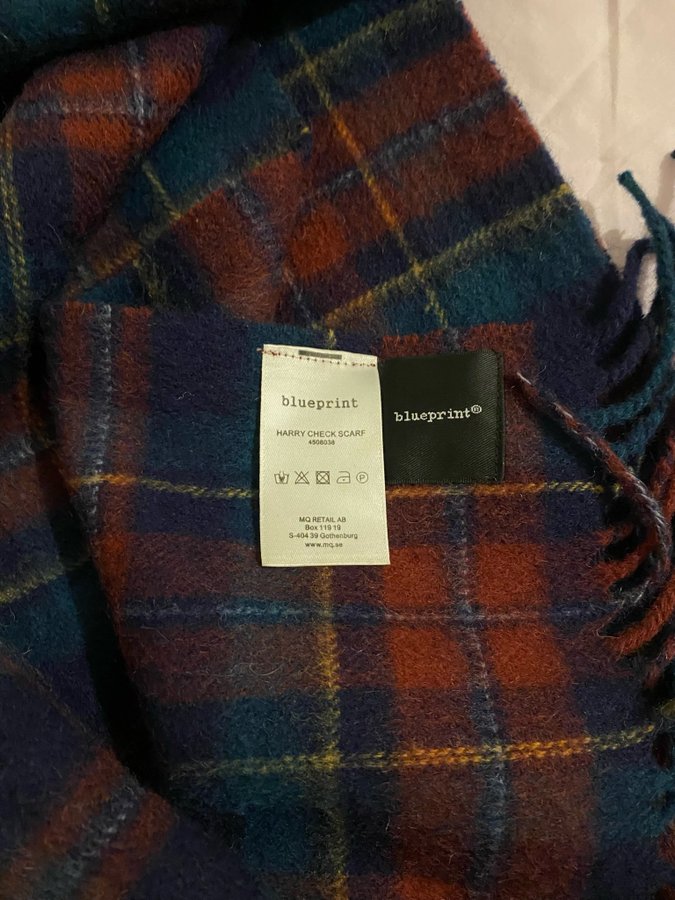 blueprint
HARRY CHECK SCARF
4508038
P
MQ RETAIL AB
Box 119 19
S-404 39 Gothenburg
www.mq.se
blueprint®